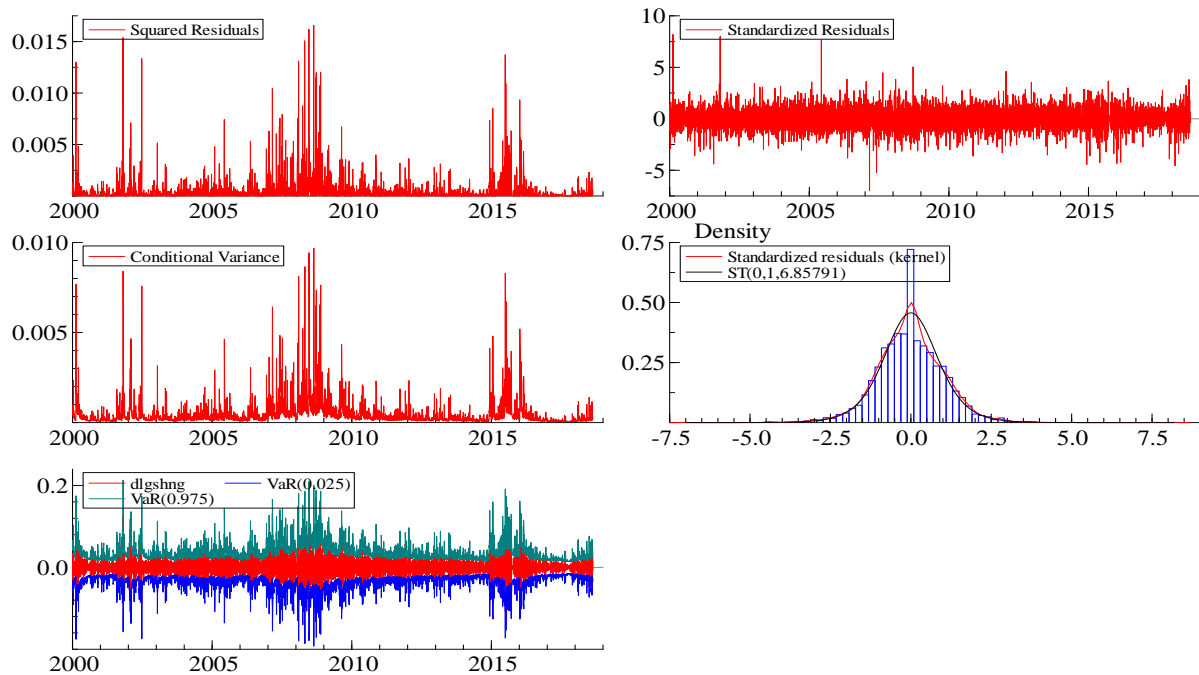 Squared Residuals
0.015
0.010
0.005
2000 2005 2010 2015
Standardized Residuals
10
5
0
-5
2000 2005 2010 2015
Conditional Variance
0.010
0.005
2000 2005 2010 2015
Density
0.75
Standardized residuals (kernel)
ST(0,1,6.85791)
0.50
0.25
-7.5 -5.0 -2.5 0.0 2.5 5.0 7.5
dlgshng VaR(0.025)
VaR(0.975)
0.2
0.0
2000 2005 2010 2015